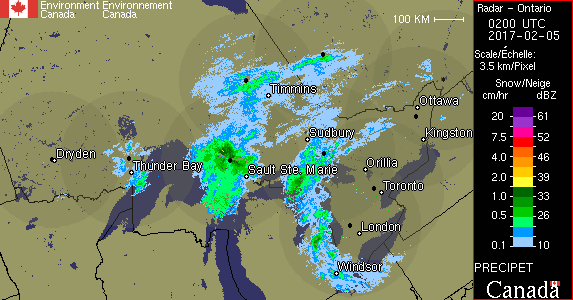 Environment Environnement
Canada Canada
100 KM
Timmins
Ottawa
Sudbury
Kingston
Dryden
Thunder Bay
Sault Ste. Marie
Orillia
Toronto
London
Windsor
Radar - Ontario
0200 UTC
2017-02-05
Scale/Échelle:
3.5 km/Pixel
Snow/Neige
cm/hr dBZ
20 61
7.5 52
4.0 46
2.0 39
1.0 33
0.5 26
0.1 10
PRECIPET
Canada